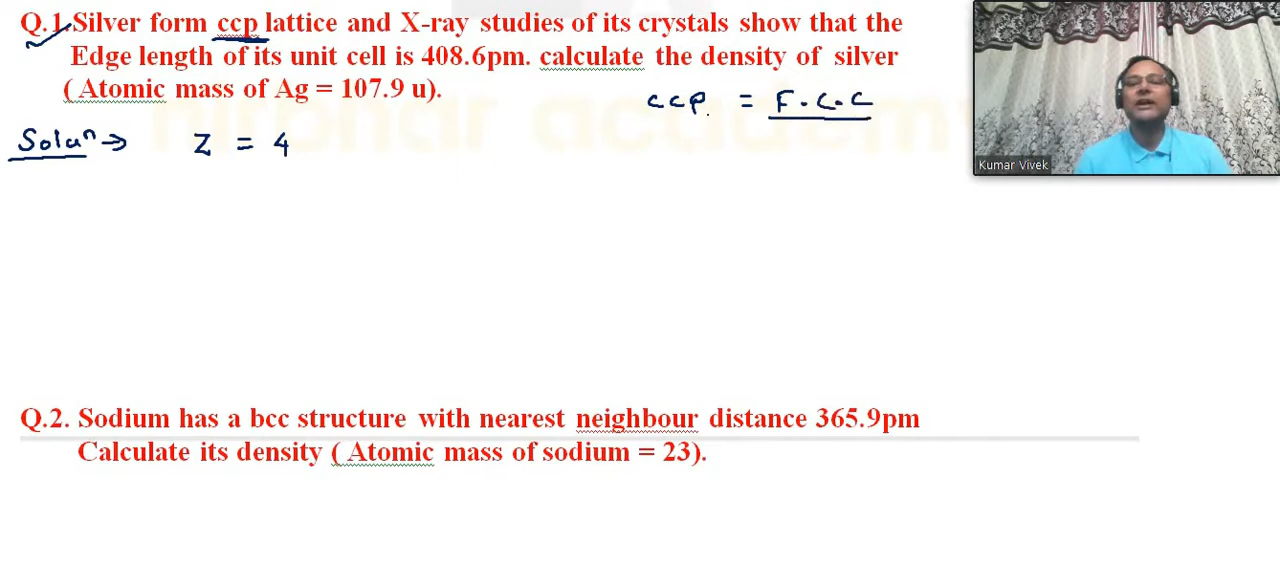 Q.1. Silver form ccp lattice and X-ray studies of its crystals show that the
Edge length of its unit cell is 408.6pm. calculate the density of silver
( Atomic mass of Ag = 107.9 u).
ccp. = F.C.C
Soluⁿ → Z = 4
Kumar Vivek
Q.2. Sodium has a bcc structure with nearest neighbour distance 365.9pm
Calculate its density ( Atomic mass of sodium = 23).